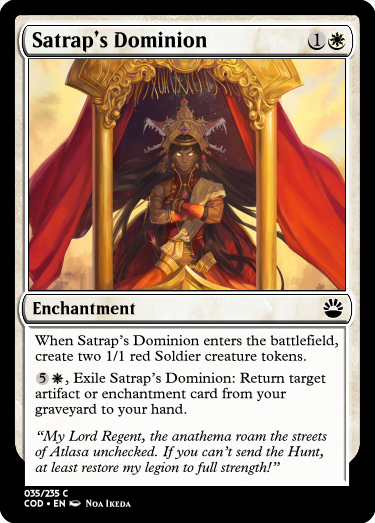 Satrap's Dominion 1
Enchantment
When Satrap's Dominion enters the battlefield,
create two 1/1 red Soldier creature tokens.
5, Exile Satrap's Dominion: Return target
artifact or enchantment card from your
graveyard to your hand.
“My Lord Regent, the anathema roam the streets
of Atlasa unchecked. If you can't send the Hunt,
at least restore my legion to full strength!”
035/235 C
COD • EN Noa Ikeda